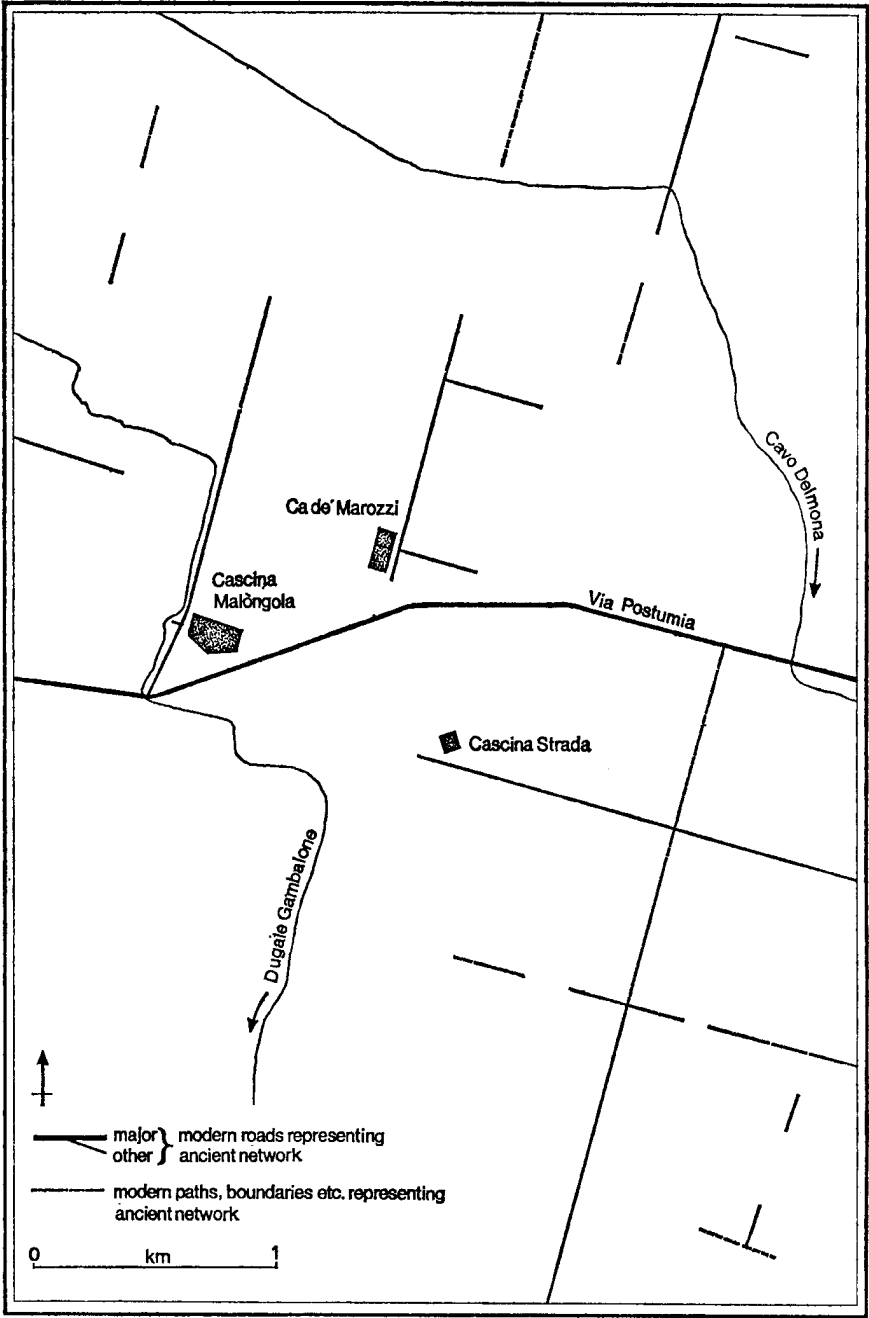 Cavo Delmona
Ca de' Marozzi
Cascina
Malòngola
Via Postumia
Cascina Strada
Dugale Gambalone
major } modern roads representing
other } ancient network
modern paths, boundaries etc. representing
ancient network
0 km 1